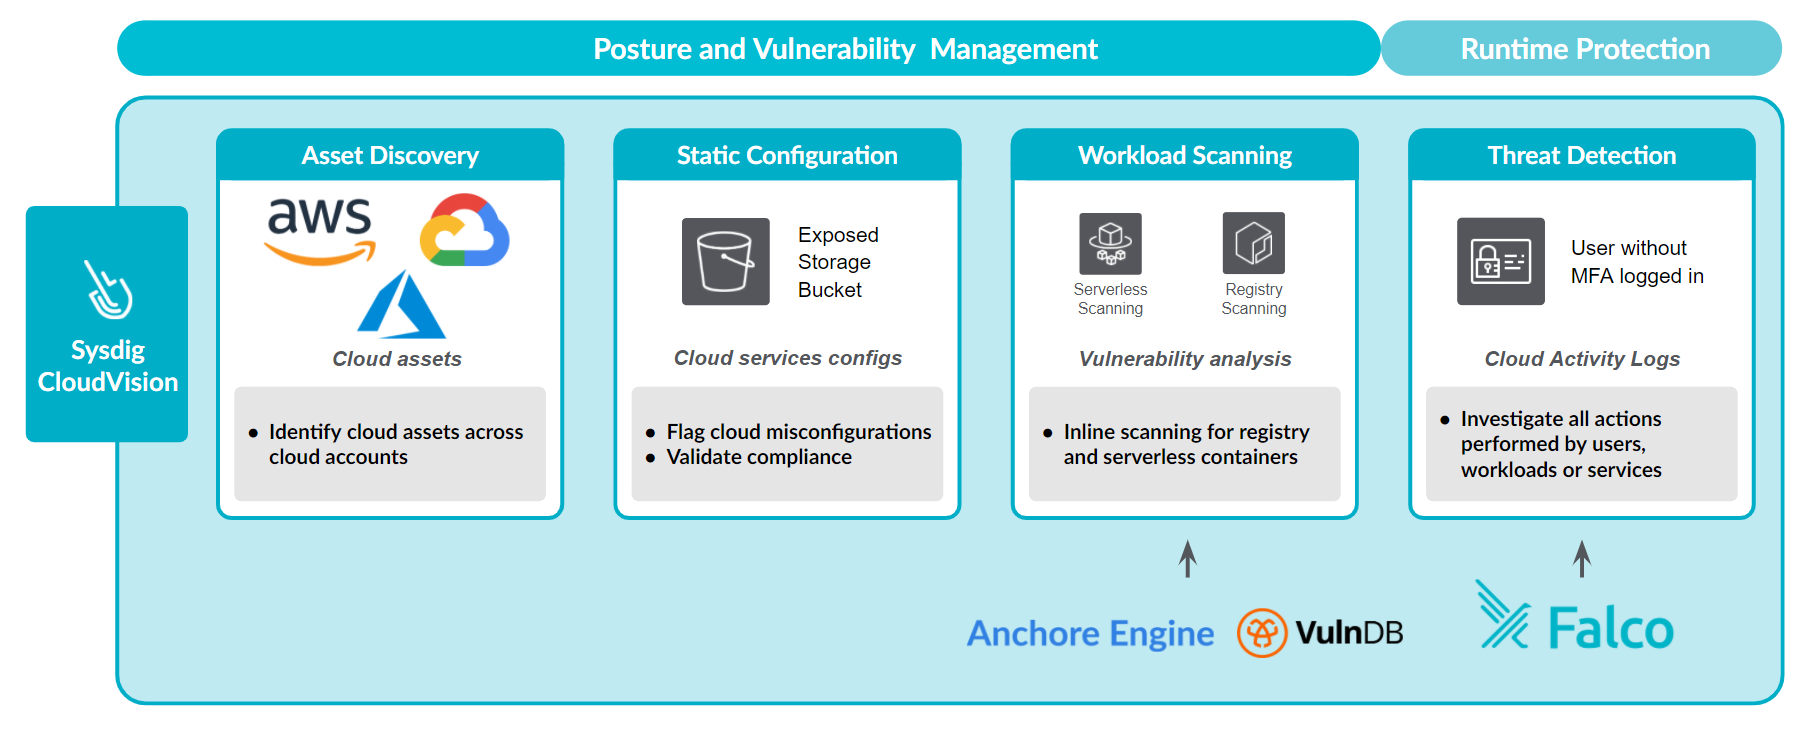 Posture and Vulnerability Management
Runtime Protection
Sysdig
CloudVision
Asset Discovery
aws
Cloud assets
● Identify cloud assets across
cloud accounts
Static Configuration
Exposed
Storage
Bucket
Cloud services configs
● Flag cloud misconfigurations
● Validate compliance
Workload Scanning
Serverless
Scanning
Registry
Scanning
Vulnerability analysis
● Inline scanning for registry
and serverless containers
Threat Detection
User without
MFA logged in
Cloud Activity Logs
● Investigate all actions
performed by users,
workloads or services
Anchore Engine
VulnDB
Falco